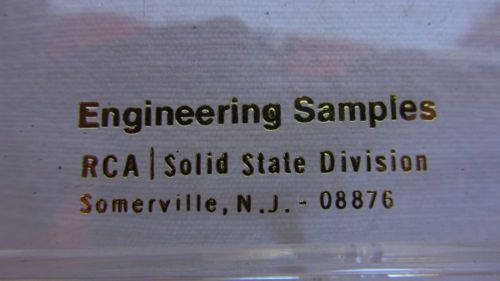 Engineering Samples
RCA | Solid State Division
Somerville, N.J. - 08876